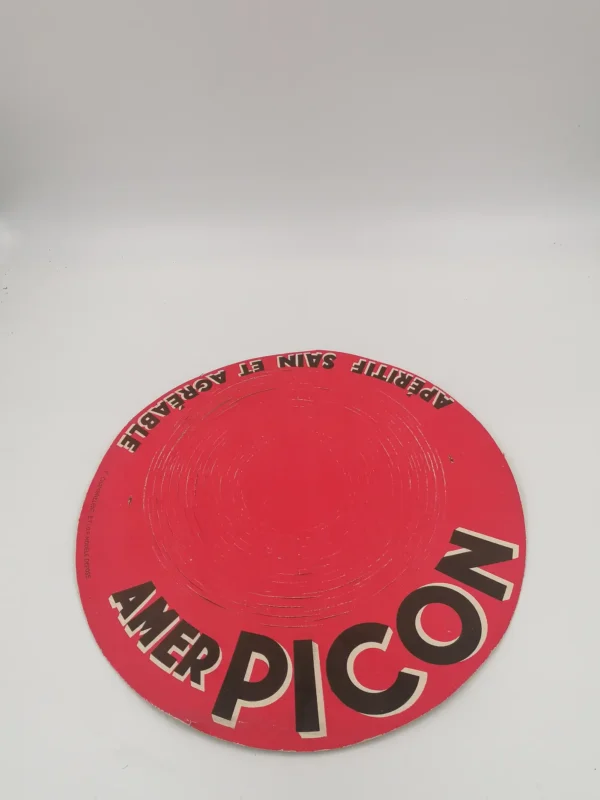 APÉRITIF SAIN ET AGRÉABLE
AMER PICON